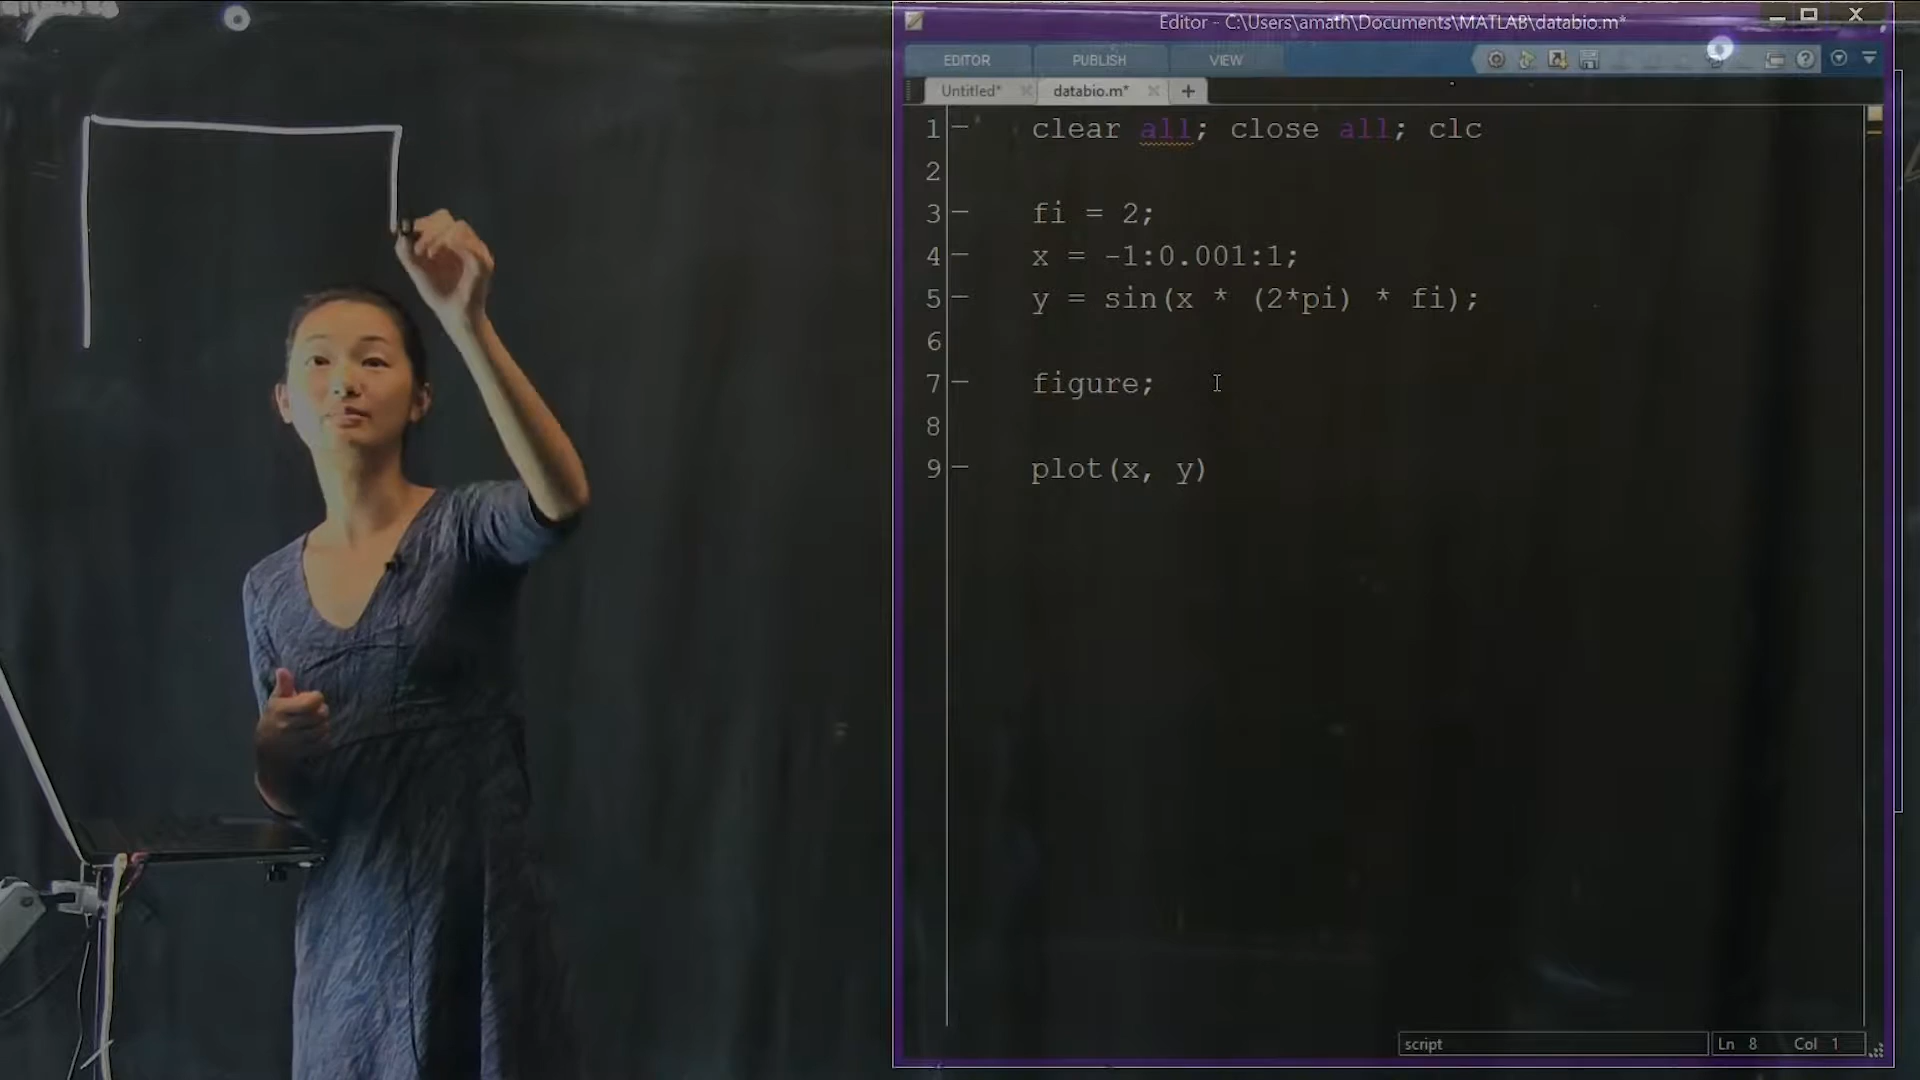 Editor - C:\Users\amath\Documents\MATLAB\databio.m*
EDITOR PUBLISH VIEW
Untitled* databio.m*
1 clear all; close all; clc
2
3 fi = 2;
4 x = -1:0.001:1;
5 y = sin(x * (2*pi) * fi);
6
7 figure;
8
9 plot(x, y)
script Ln 8 Col 1